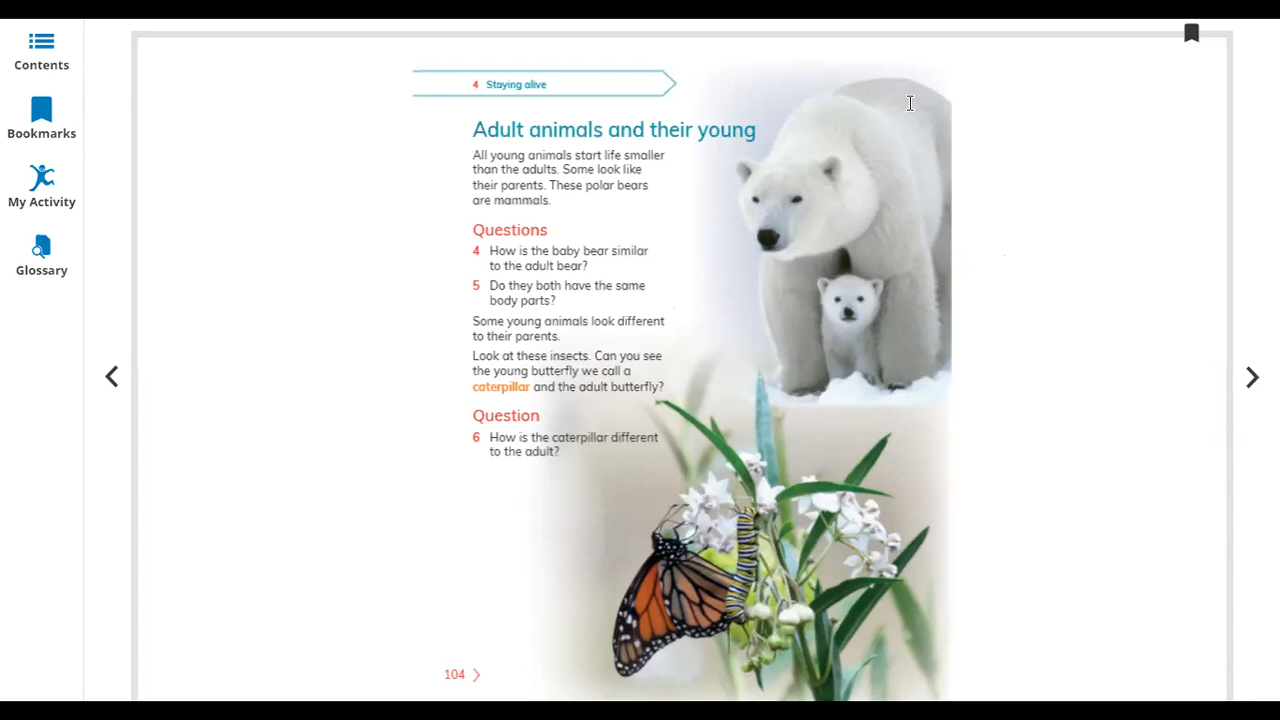 Contents
Bookmarks
My Activity
Glossary
4 Staying alive
Adult animals and their young
All young animals start life smaller
than the adults. Some look like
their parents. These polar bears
are mammals.
Questions
4 How is the baby bear similar
to the adult bear?
5 Do they both have the same
body parts?
Some young animals look different
to their parents.
Look at these insects. Can you see
the young butterfly we call a
caterpillar and the adult butterfly?
Question
6 How is the caterpillar different
to the adult?
104